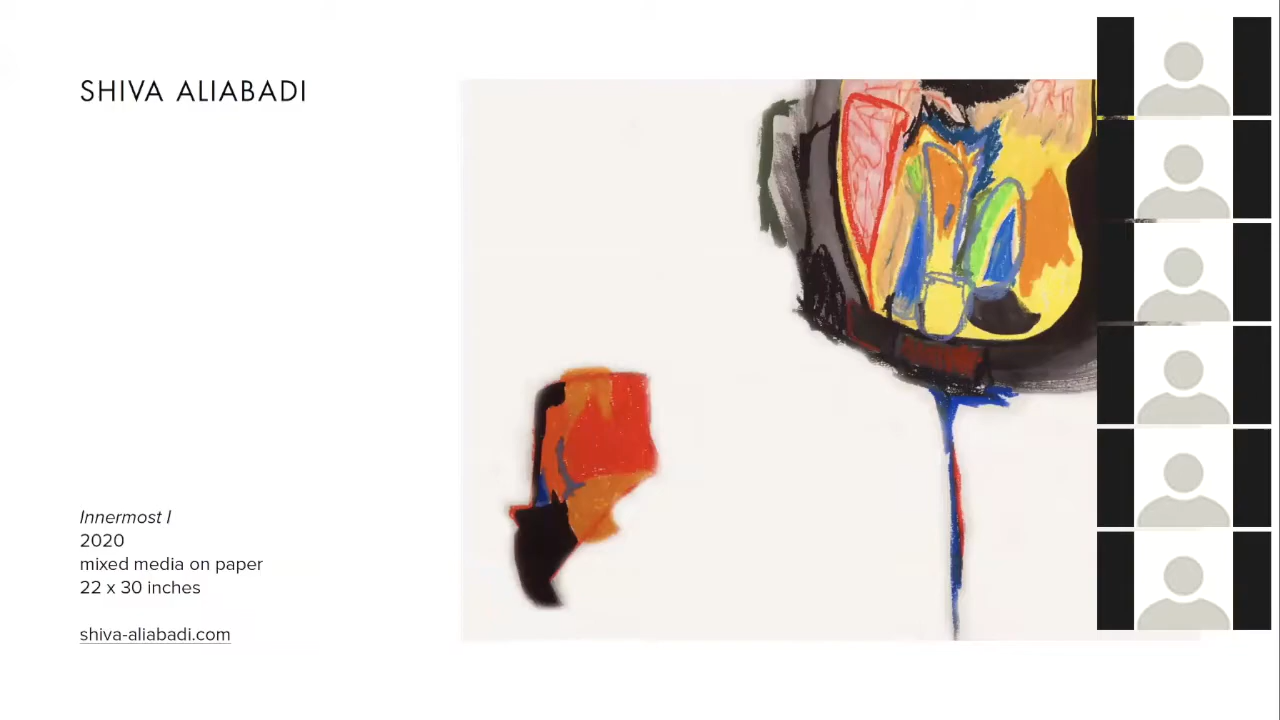 SHIVA ALIABADI
Innermost I
2020
mixed media on paper
22 x 30 inches
shiva-aliabadi.com